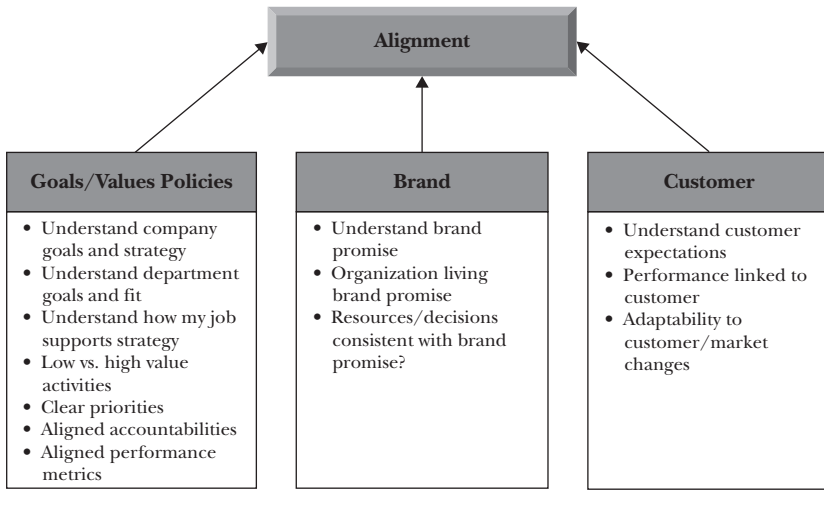 Alignment
Goals/Values Policies
• Understand company
goals and strategy
• Understand department
goals and fit
• Understand how my job
supports strategy
• Low vs. high value
activities
• Clear priorities
• Aligned accountabilities
• Aligned performance
metrics
Brand
• Understand brand
promise
• Organization living
brand promise
• Resources/decisions
consistent with brand
promise?
Customer
• Understand customer
expectations
• Performance linked to
customer
• Adaptability to
customer/market
changes